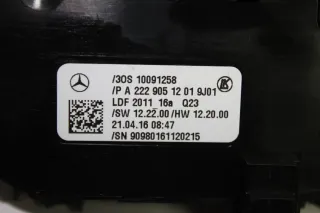 /3OS 10091258
/P A 222 905 12 01 9J01
LDF 2011 16a Q23
/SW 12.22.00/HW 12.20.00
21.04.16 08:47
/SN 90980161120215